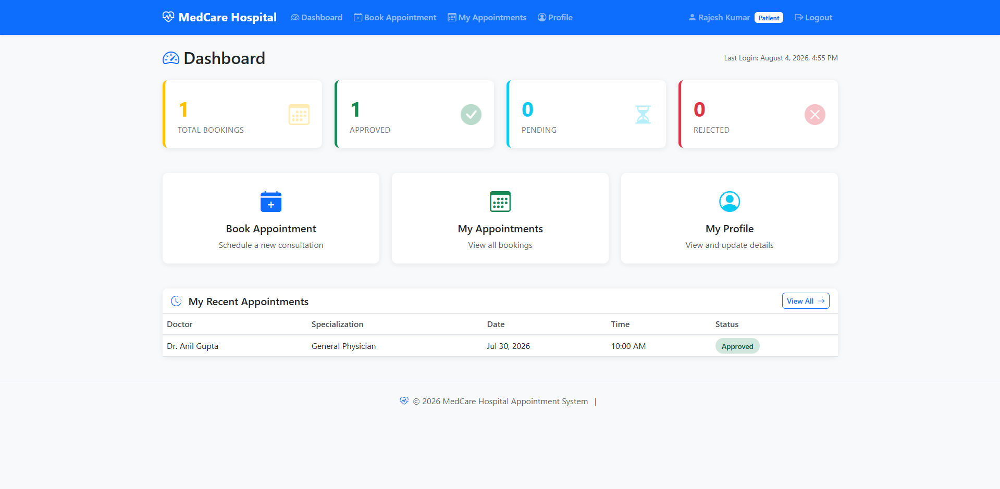 MedCare Hospital Dashboard Book Appointment My Appointments Profile Rajesh Kumar Patient Logout
Dashboard Last Login: August 4, 2026, 4:55 PM
1 1 0 0
TOTAL BOOKINGS APPROVED PENDING REJECTED
Book Appointment My Appointments My Profile
Schedule a new consultation View all bookings View and update details
My Recent Appointments View All
Doctor Specialization Date Time Status
Dr. Anil Gupta General Physician Jul 30, 2026 10:00 AM Approved
© 2026 MedCare Hospital Appointment System |